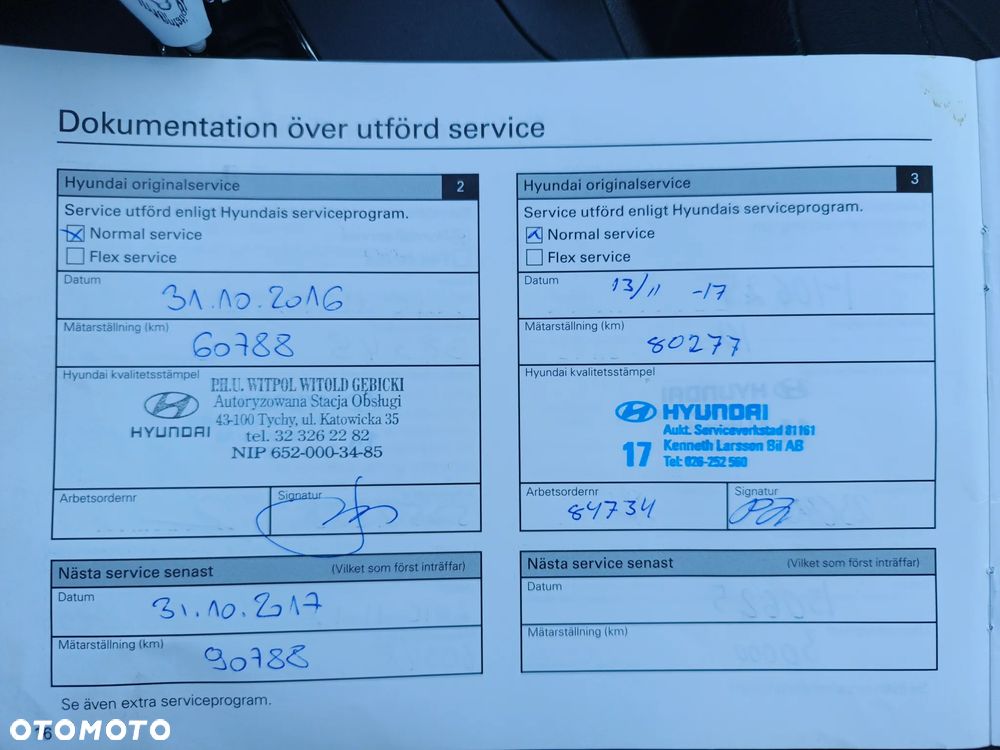 Dokumentation över utförd service
Hyundai originalservice 2
Service utförd enligt Hyundais serviceprogram.
Normal service
Flex service
Datum
31.10.2016
Mätarställning (km)
60788
Hyundai kvalitetsstämpel
P.H.U. WITPOL WITOLD GĘBICKI
Autoryzowana Stacja Obsługi
43-100 Tychy, ul. Katowicka 35
tel. 32 326 22 82
NIP 652-000-34-85
HYUNDAI
Arbetsordernr
Signatur
Nästa service senast (Vilket som först inträffar)
Datum
31.10.2017
Mätarställning (km)
90788
Se även extra serviceprogram.
16
Hyundai originalservice 3
Service utförd enligt Hyundais serviceprogram.
Normal service
Flex service
Datum
13/11 -17
Mätarställning (km)
80277
Hyundai kvalitetsstämpel
HYUNDAI
Aukt. Serviceverkstad 81161
17 Kenneth Larsson Bil AB
Tel: 026-252 560
Arbetsordernr
84734
Signatur
Nästa service senast (Vilket som först inträffar)
Datum
Mätarställning (km)
OTOMOTO